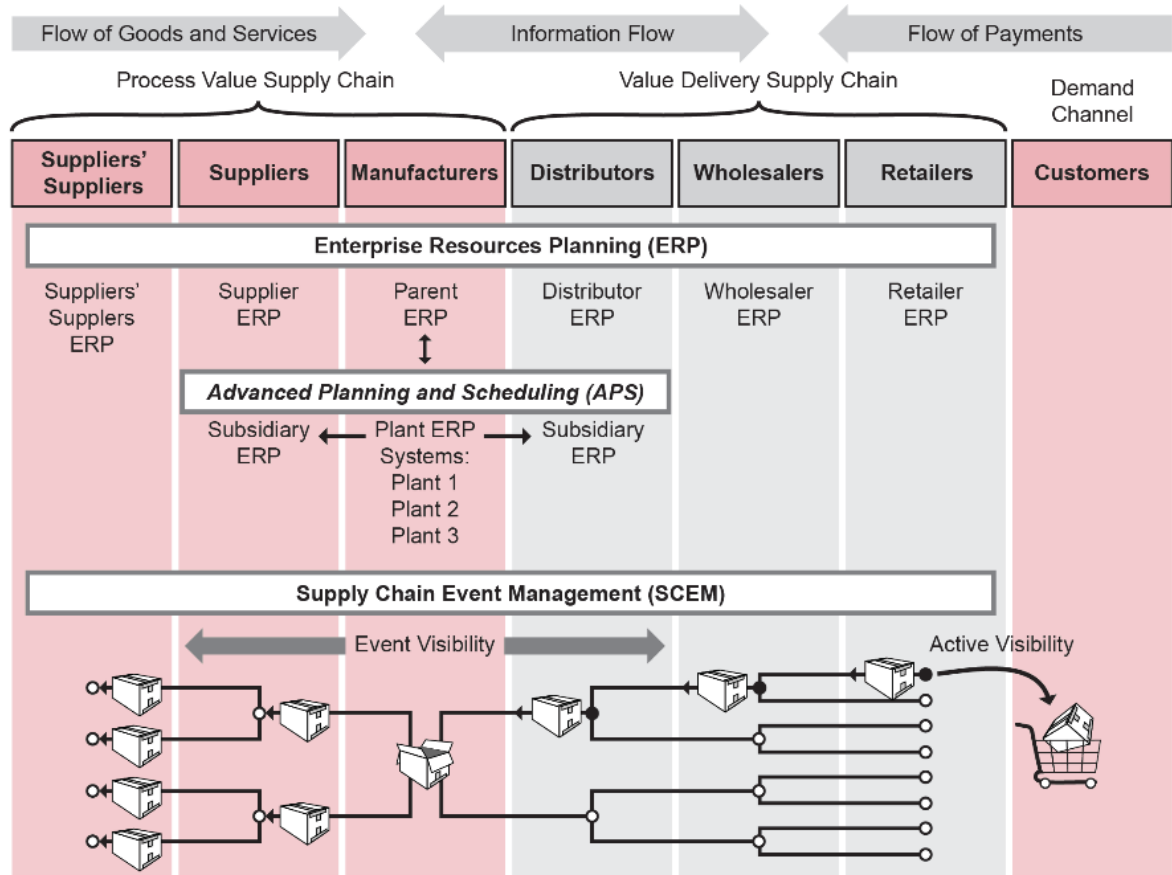 Flow of Goods and Services
Information Flow
Flow of Payments
Process Value Supply Chain
Value Delivery Supply Chain
Demand
Channel
Suppliers'
Suppliers
Suppliers
Manufacturers
Distributors
Wholesalers
Retailers
Customers
Enterprise Resources Planning (ERP)
Suppliers'
Supplers
ERP
Supplier
ERP
Parent
ERP
Distributor
ERP
Wholesaler
ERP
Retailer
ERP
Advanced Planning and Scheduling (APS)
Subsidiary
ERP
Plant ERP
Systems:
Plant 1
Plant 2
Plant 3
Subsidiary
ERP
Supply Chain Event Management (SCEM)
Event Visibility
Active Visibility